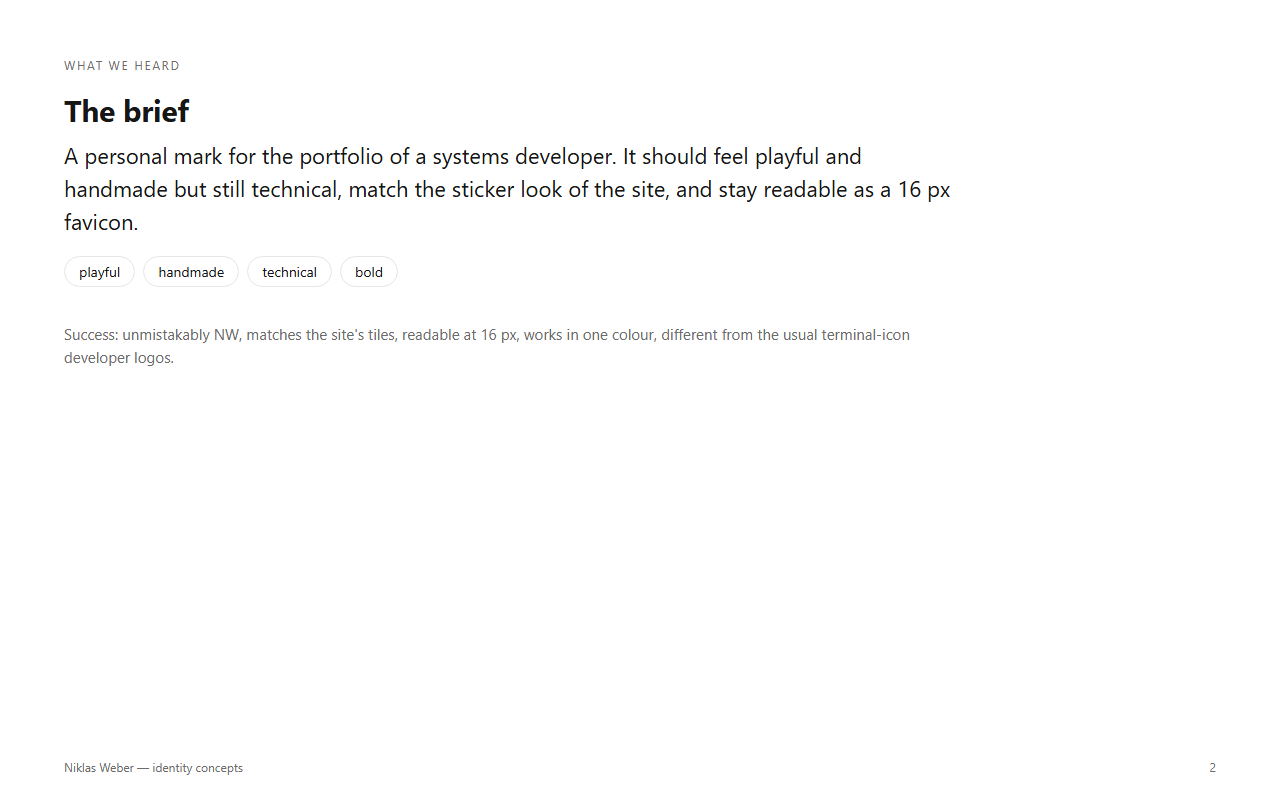 WHAT WE HEARD
The brief
A personal mark for the portfolio of a systems developer. It should feel playful and
handmade but still technical, match the sticker look of the site, and stay readable as a 16 px
favicon.
playful
handmade
technical
bold
Success: unmistakably NW, matches the site's tiles, readable at 16 px, works in one colour, different from the usual terminal-icon
developer logos.
Niklas Weber — identity concepts
2